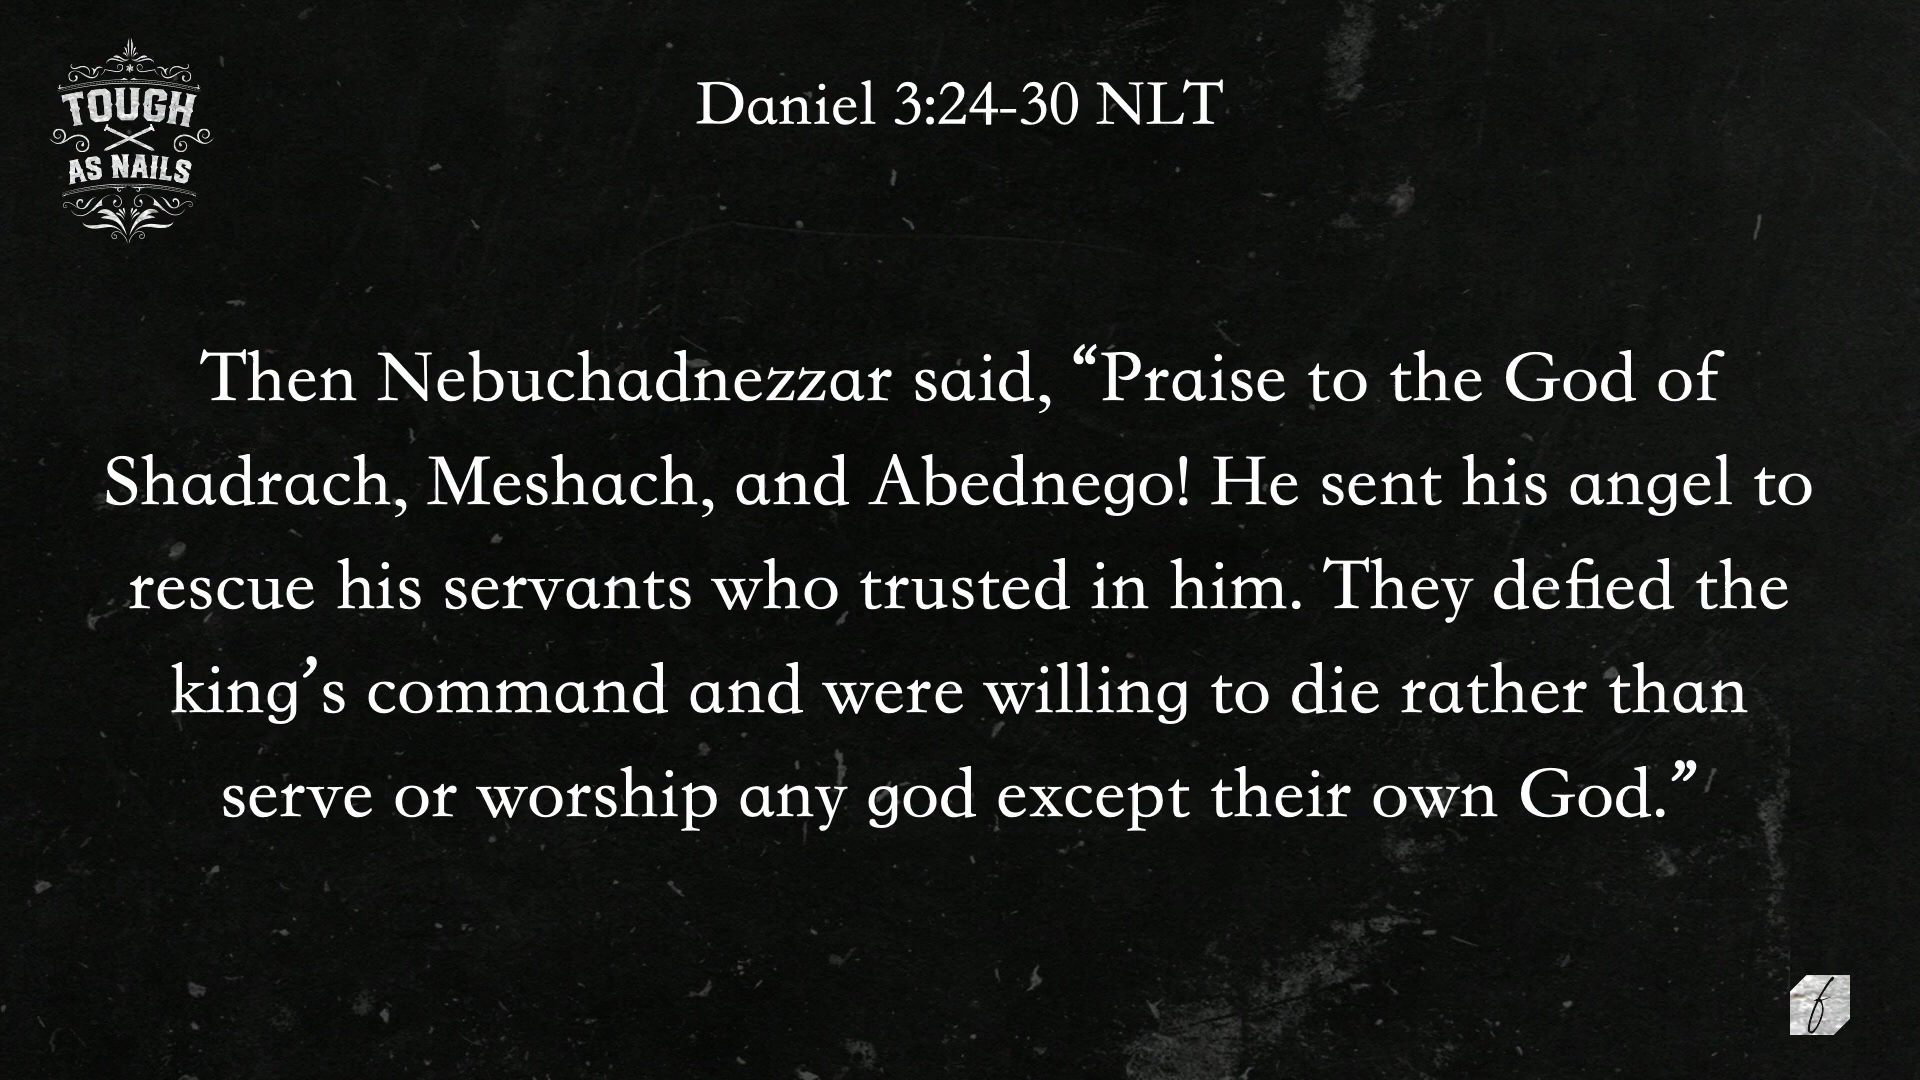 TOUGH
AS NAILS
Daniel 3:24-30 NLT
Then Nebuchadnezzar said, “Praise to the God of
Shadrach, Meshach, and Abednego! He sent his angel to
rescue his servants who trusted in him. They defied the
king’s command and were willing to die rather than
serve or worship any god except their own God.”
f